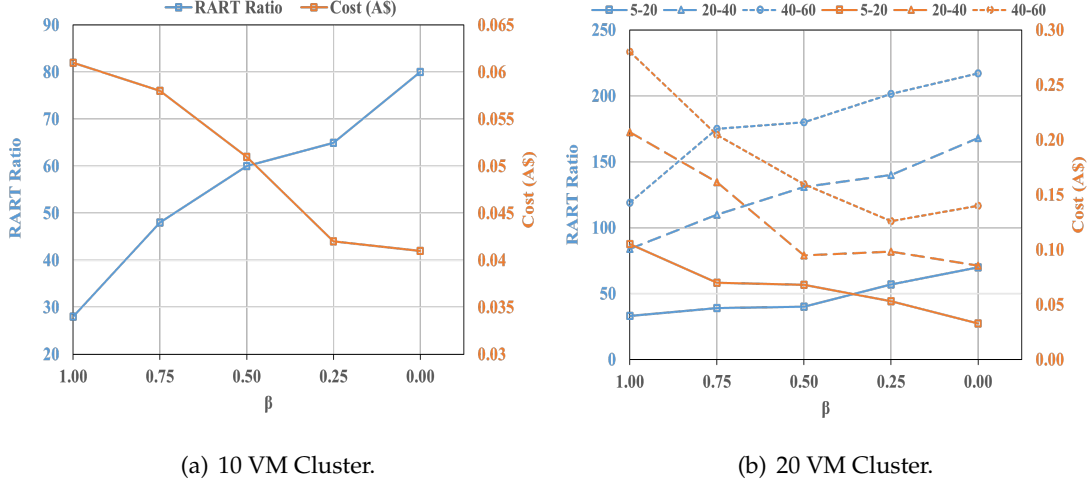 RART Ratio Cost (A$)
90
80
70
60
50
40
30
20
RART Ratio
0.065
0.06
0.055
0.05
0.045
0.04
0.035
0.03
Cost (A$)
1.00 0.75 0.50 0.25 0.00
β
(a) 10 VM Cluster.
5-20 20-40 40-60 5-20 20-40 40-60
250
200
150
100
50
0
RART Ratio
0.30
0.25
0.20
0.15
0.10
0.05
0.00
Cost (A$)
1.00 0.75 0.50 0.25 0.00
β
(b) 20 VM Cluster.